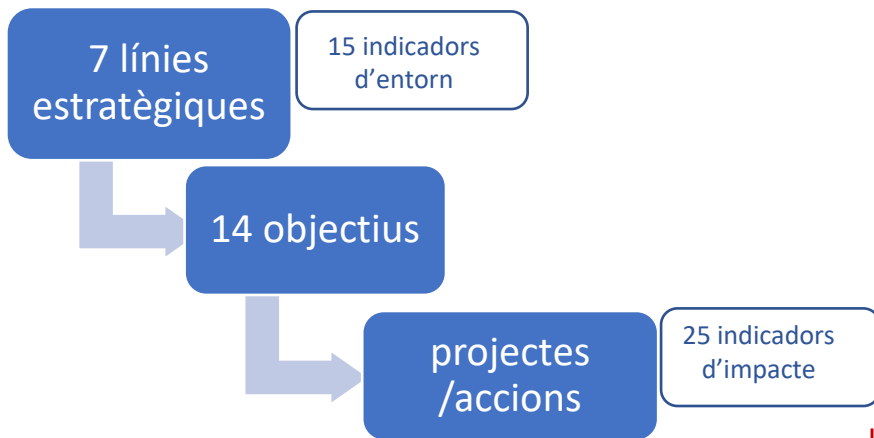 7 línies
estratègiques
15 indicadors
d’entorn
14 objectius
projectes
/accions
25 indicadors
d’impacte